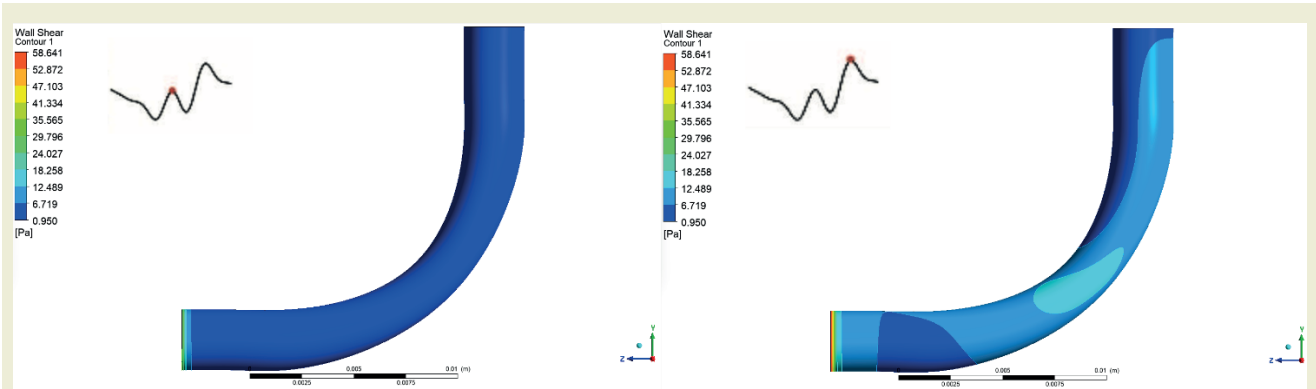 Wall Shear
Contour 1
58.641
52.872
47.103
41.334
35.565
29.796
24.027
18.258
12.489
6.719
0.950
[Pa]
0
0.005
0.01 (m)
0.0025
0.0075
Y
Z
Wall Shear
Contour 1
58.641
52.872
47.103
41.334
35.565
29.796
24.027
18.258
12.489
6.719
0.950
[Pa]
0
0.005
0.01 (m)
0.0025
0.0075
Y
Z